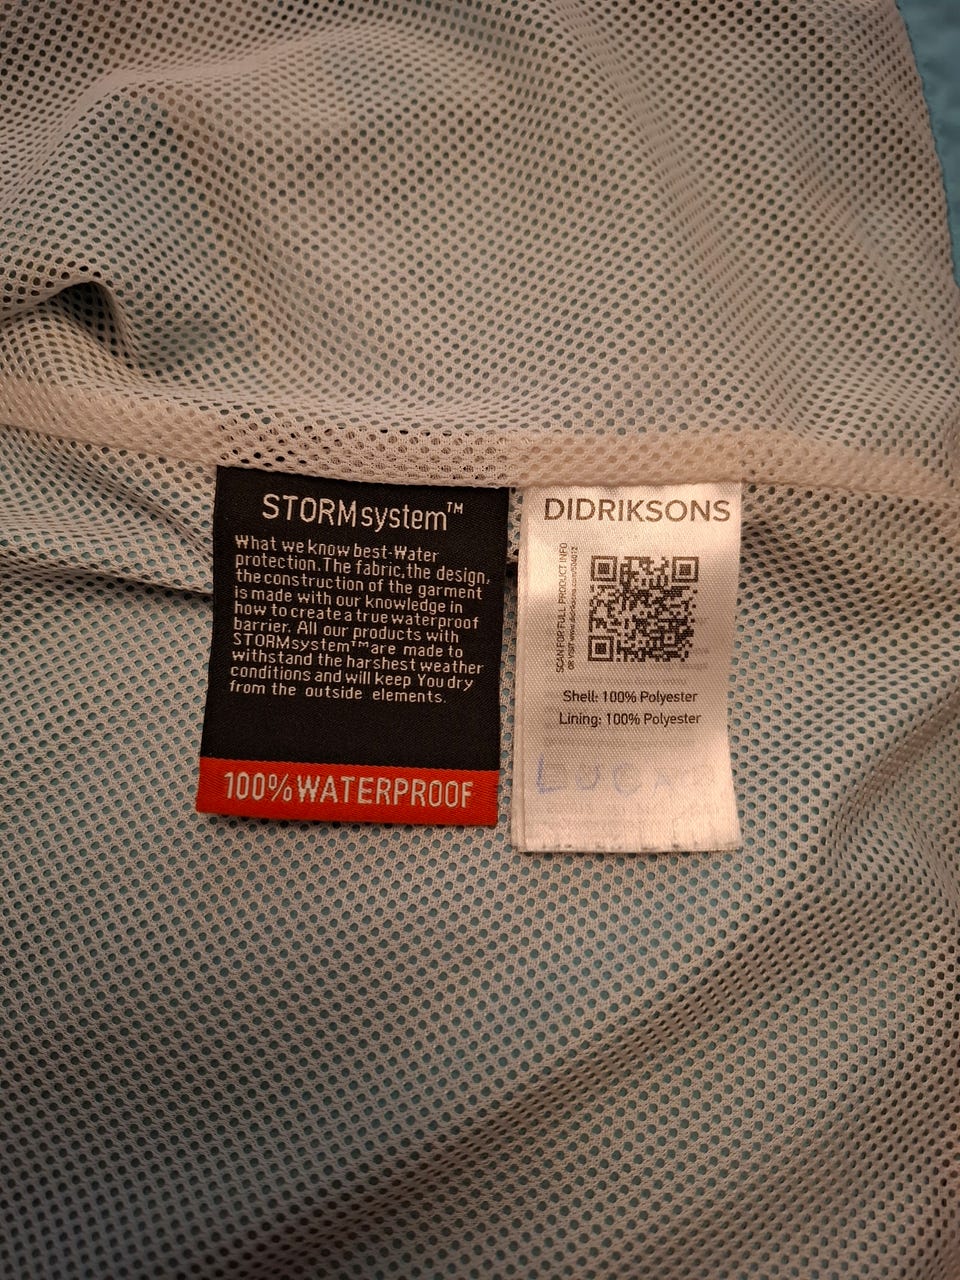 STORMsystem™
What we know best-Water
protection.The fabric,the design,
the construction of the garment
is made with our knowledge in
how to create a true waterproof
barrier. All our products with
STORMsystem™are made to
withstand the harshest weather
conditions and will keep You dry
from the outside elements.
100% WATERPROOF
DIDRIKSONS
SCAN FOR FULL PRODUCT INFO
OR VISIT
Shell: 100% Polyester
Lining: 100% Polyester